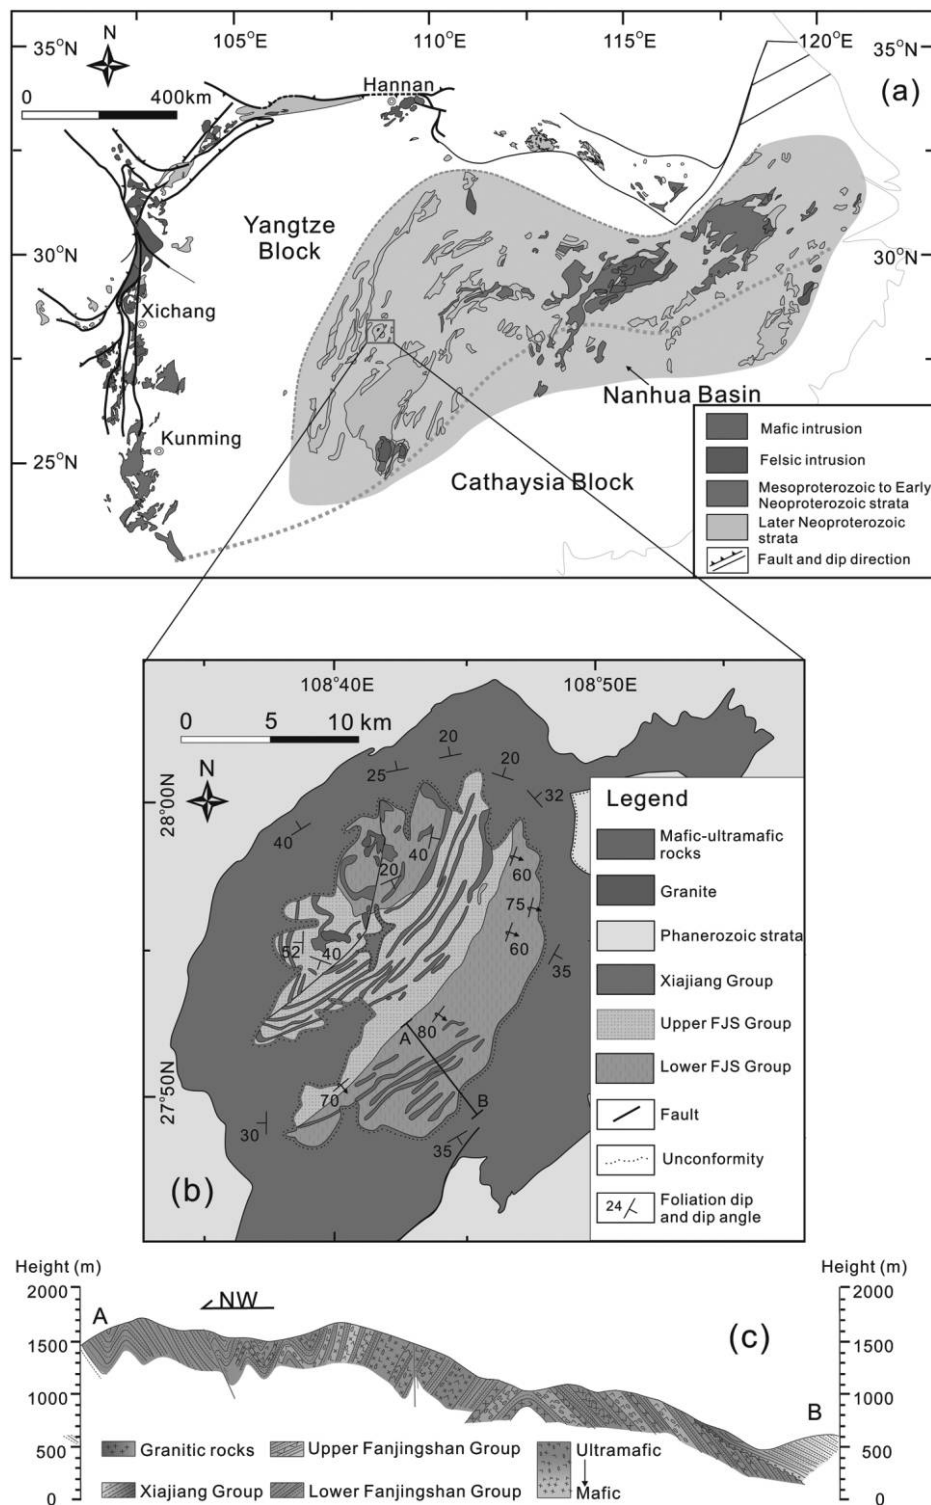 105°E 110°E 115°E 120°E
35°N 35°N
N
(a)
0 400km
Hannan
Yangtze
Block
30°N 30°N
Xichang
Nanhua Basin
Kunming
25°N
Cathaysia Block
Mafic intrusion
Felsic intrusion
Mesoproterozoic to Early
Neoproterozoic strata
Later Neoproterozoic
strata
Fault and dip direction
108°40E 108°50E
0 5 10 km
N
28°00N
27°50N
20
25
20
32
40
40
20
60
75
60
52
40
35
80
A
70
B
30
35
(b)
Legend
Mafic-ultramafic
rocks
Granite
Phanerozoic strata
Xiajiang Group
Upper FJS Group
Lower FJS Group
Fault
Unconformity
24
Foliation dip
and dip angle
Height (m) Height (m)
2000 2000
A NW
1500 1500
(c)
1000 1000
B
500 500
0 0
Granitic rocks
Upper Fanjingshan Group
Ultramafic
Xiajiang Group
Lower Fanjingshan Group
Mafic